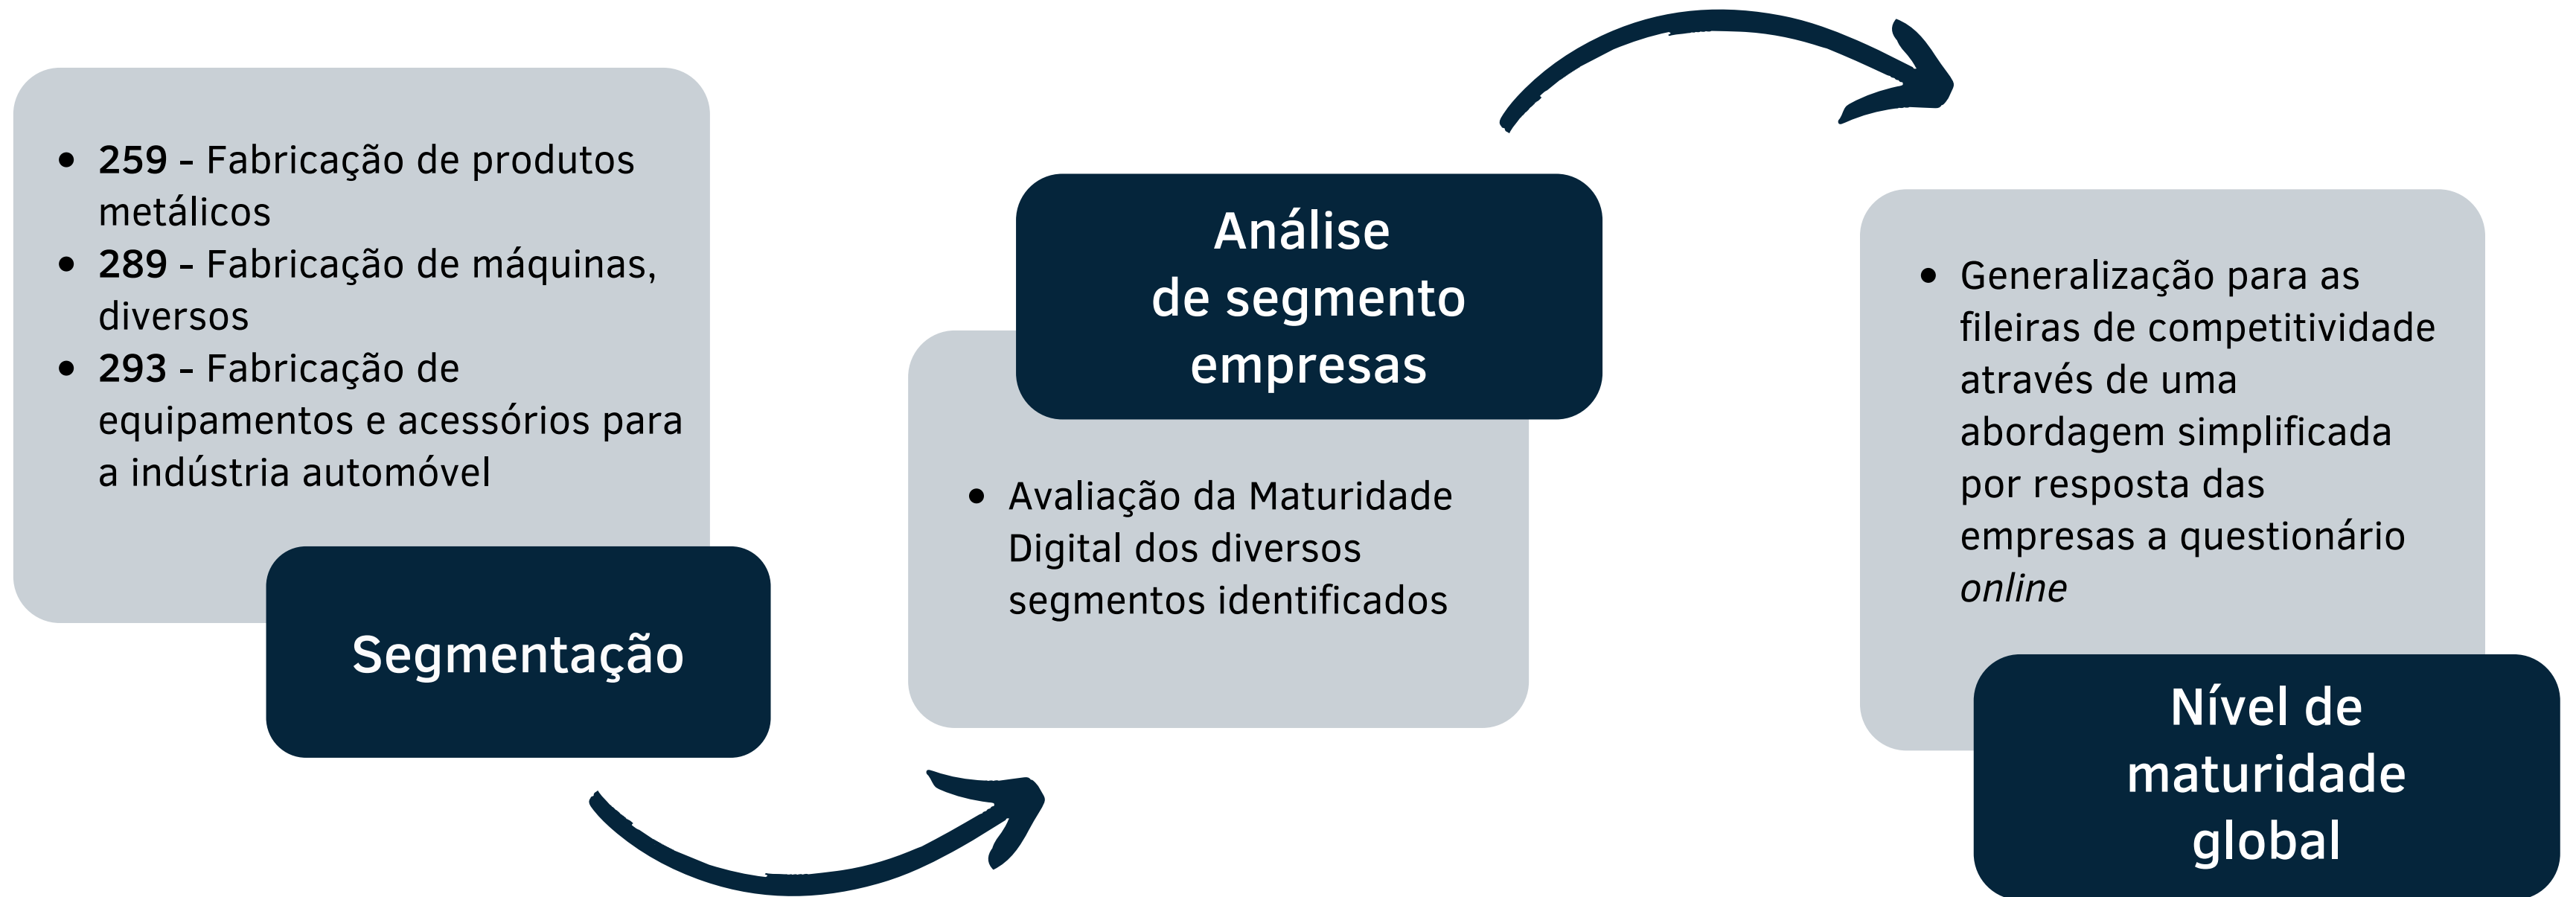 • 259 - Fabricação de produtos
metálicos
• 289 - Fabricação de máquinas,
diversos
• 293 - Fabricação de
equipamentos e acessórios para
a indústria automóvel
Segmentação
Análise
de segmento
empresas
• Avaliação da Maturidade
Digital dos diversos
segmentos identificados
• Generalização para as
fileiras de competitividade
através de uma
abordagem simplificada
por resposta das
empresas a questionário
online
Nível de
maturidade
global